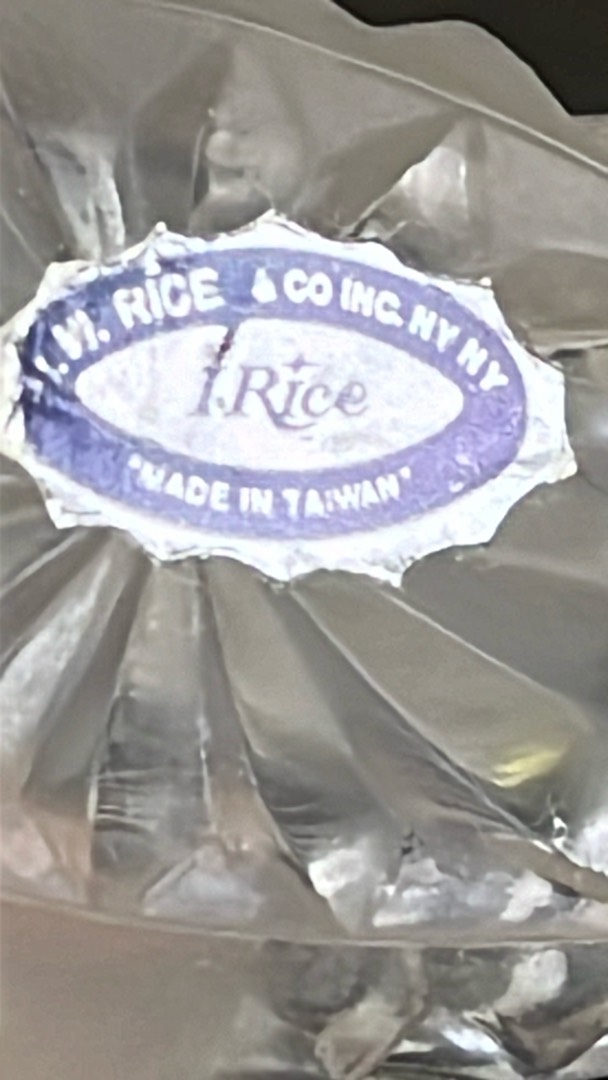 I.W. RICE & CO INC. NY NY
I.Rice
"MADE IN TAIWAN"